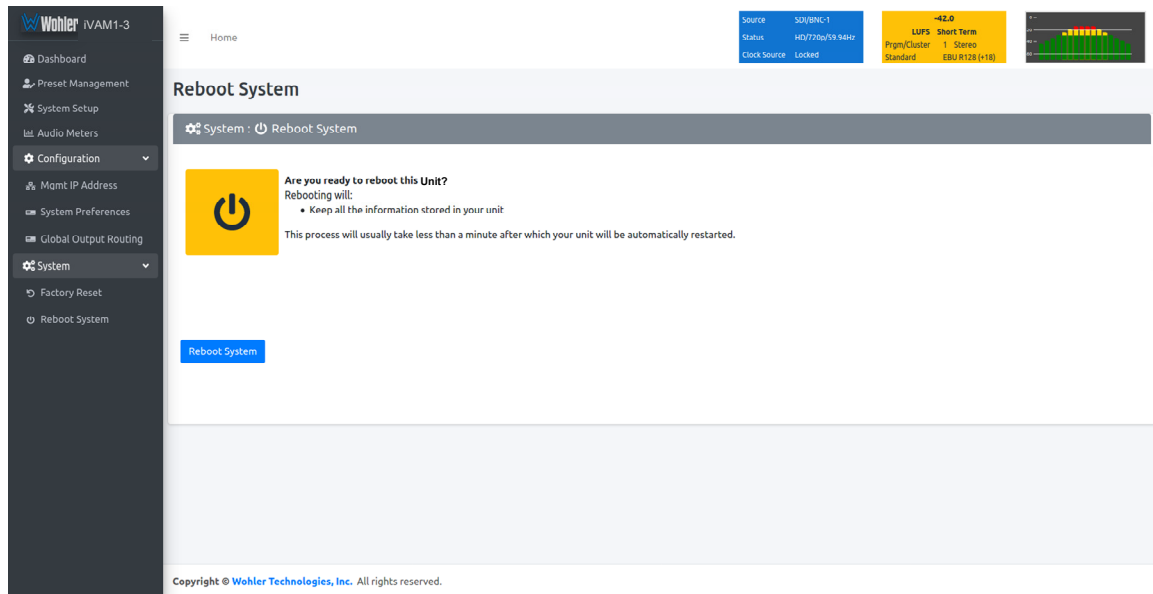 Wohler iVAM1-3
Dashboard
Preset Management
System Setup
Audio Meters
Configuration
Mgmt IP Address
System Preferences
Global Output Routing
System
Factory Reset
Reboot System
Home
Source SDI/BNC-1
Status HD/720p/59.94Hz
Clock Source Locked
-42.0
LUFS Short Term
Prgm/Cluster 1 Stereo
Standard EBU R128 (+18)
Reboot System
System : Reboot System
Are you ready to reboot this Unit?
Rebooting will:
• Keep all the information stored in your unit
This process will usually take less than a minute after which your unit will be automatically restarted.
Reboot System
Copyright © Wohler Technologies, Inc. All rights reserved.